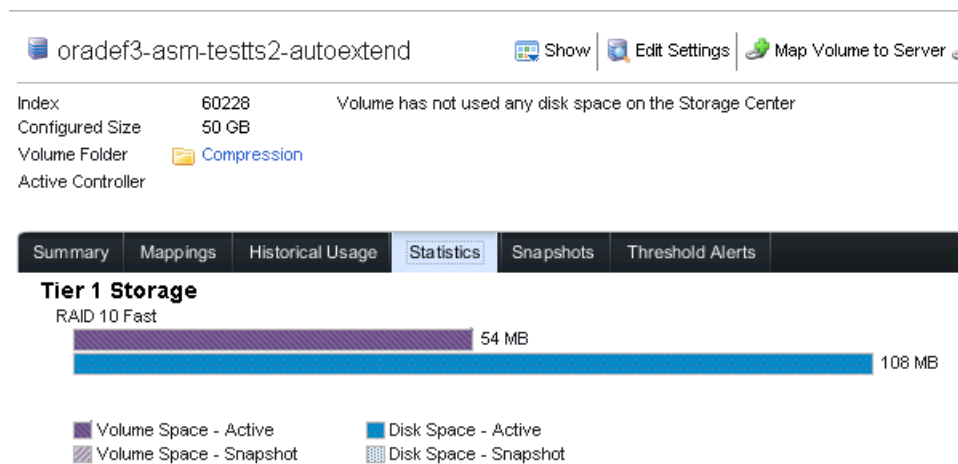 oradef3-asm-testts2-autoextend Show Edit Settings Map Volume to Server
Index 60228 Volume has not used any disk space on the Storage Center
Configured Size 50 GB
Volume Folder Compression
Active Controller
Summary Mappings Historical Usage Statistics Snapshots Threshold Alerts
Tier 1 Storage
RAID 10 Fast
54 MB
108 MB
Volume Space - Active Disk Space - Active
Volume Space - Snapshot Disk Space - Snapshot